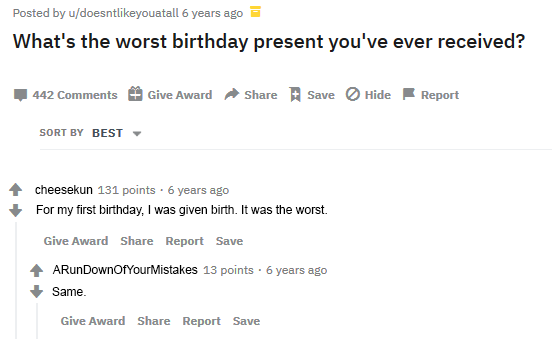 Posted by u/doesntlikeyouatall 6 years ago
What's the worst birthday present you've ever received?
442 Comments Give Award Share Save Hide Report
SORT BY BEST
cheesekun 131 points · 6 years ago
For my first birthday, I was given birth. It was the worst.
Give Award Share Report Save
ARunDownOfYourMistakes 13 points · 6 years ago
Same.
Give Award Share Report Save